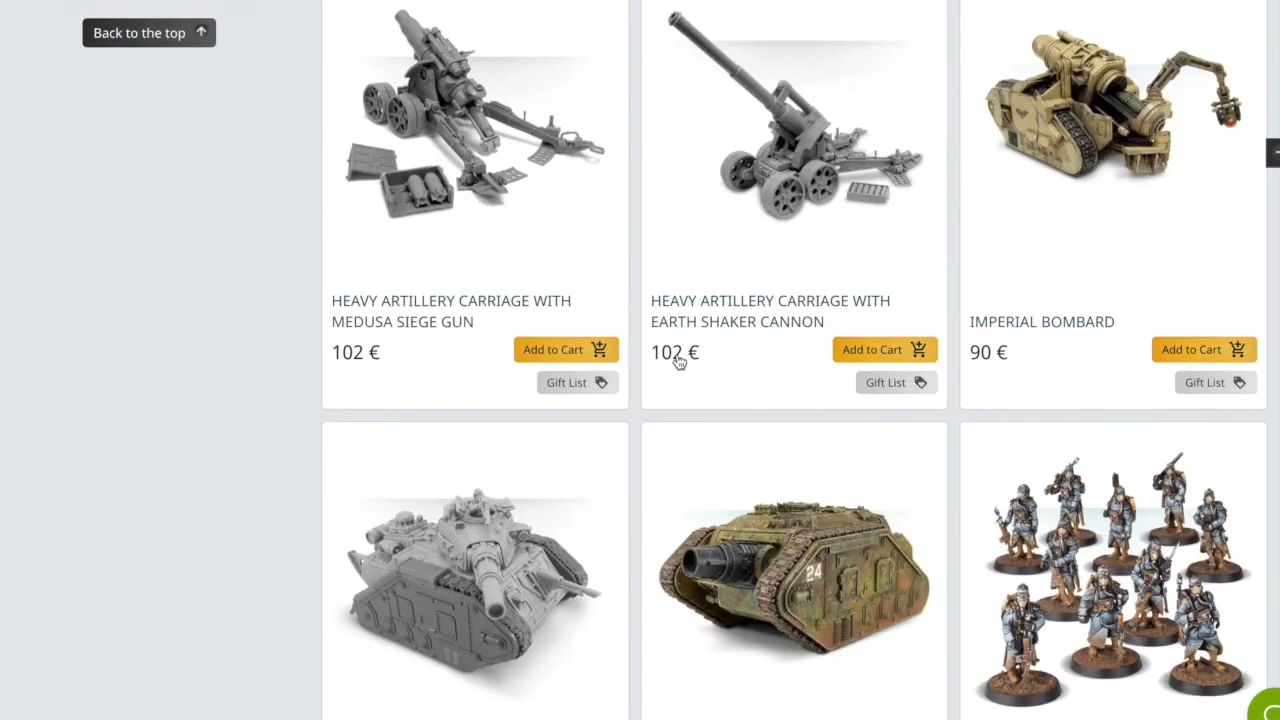 Back to the top
HEAVY ARTILLERY CARRIAGE WITH
MEDUSA SIEGE GUN
102 €
Add to Cart
Gift List
HEAVY ARTILLERY CARRIAGE WITH
EARTH SHAKER CANNON
102 €
Add to Cart
Gift List
IMPERIAL BOMBARD
90 €
Add to Cart
Gift List
24